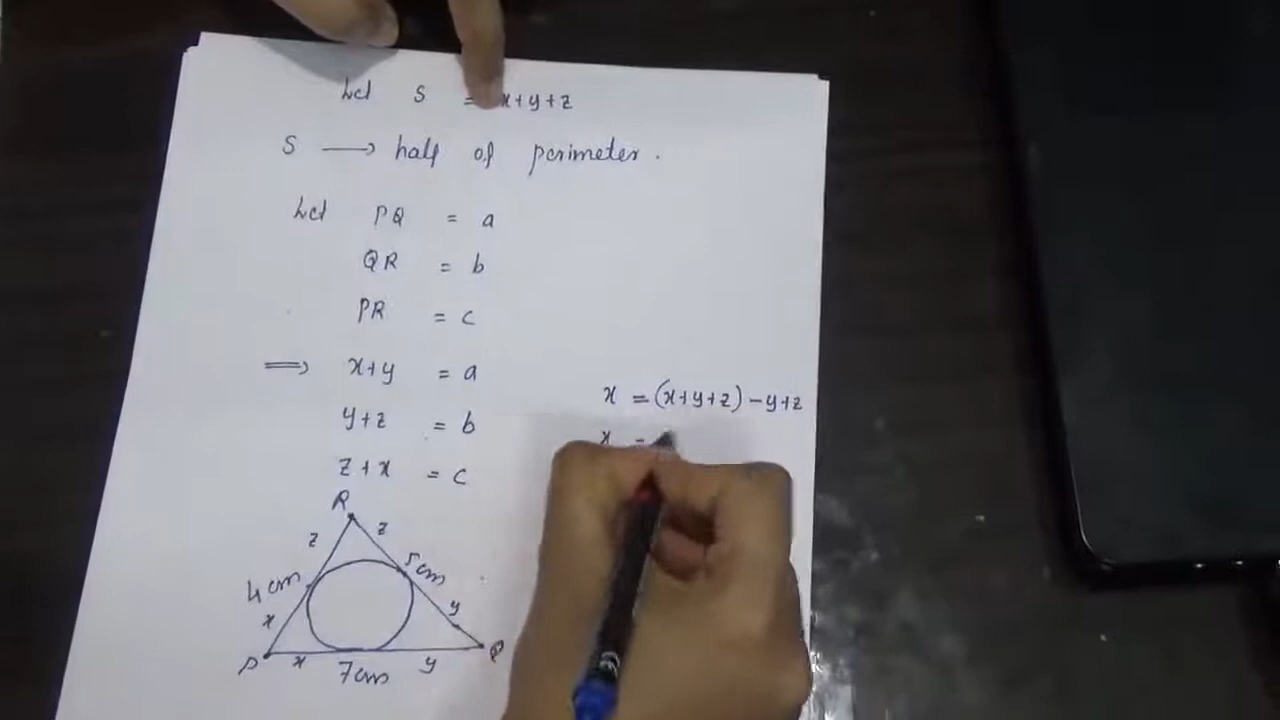 Let S = x+y+z
S ⟶ half of perimeter.
Let PQ = a
QR = b
PR = c
⟹ x+y = a
y+z = b
z+x = c
x = (x+y+z) - y+z
x =
R
z z
4cm 5cm
x y
P x 7cm y Q